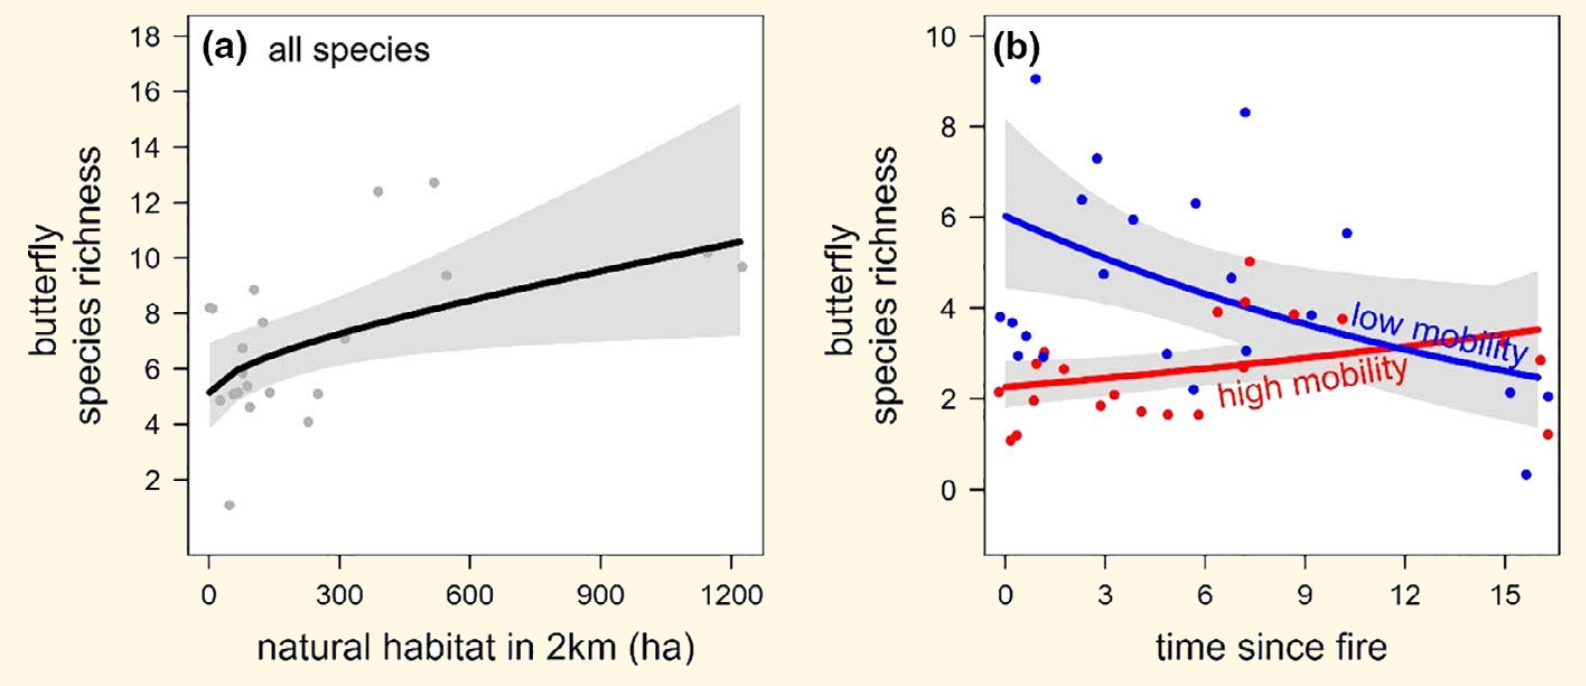 (a) all species
18
16
14
12
10
8
6
4
2
butterfly
species richness
0 300 600 900 1200
natural habitat in 2km (ha)
(b)
10
8
6
4
2
0
butterfly
species richness
low mobility
high mobility
0 3 6 9 12 15
time since fire